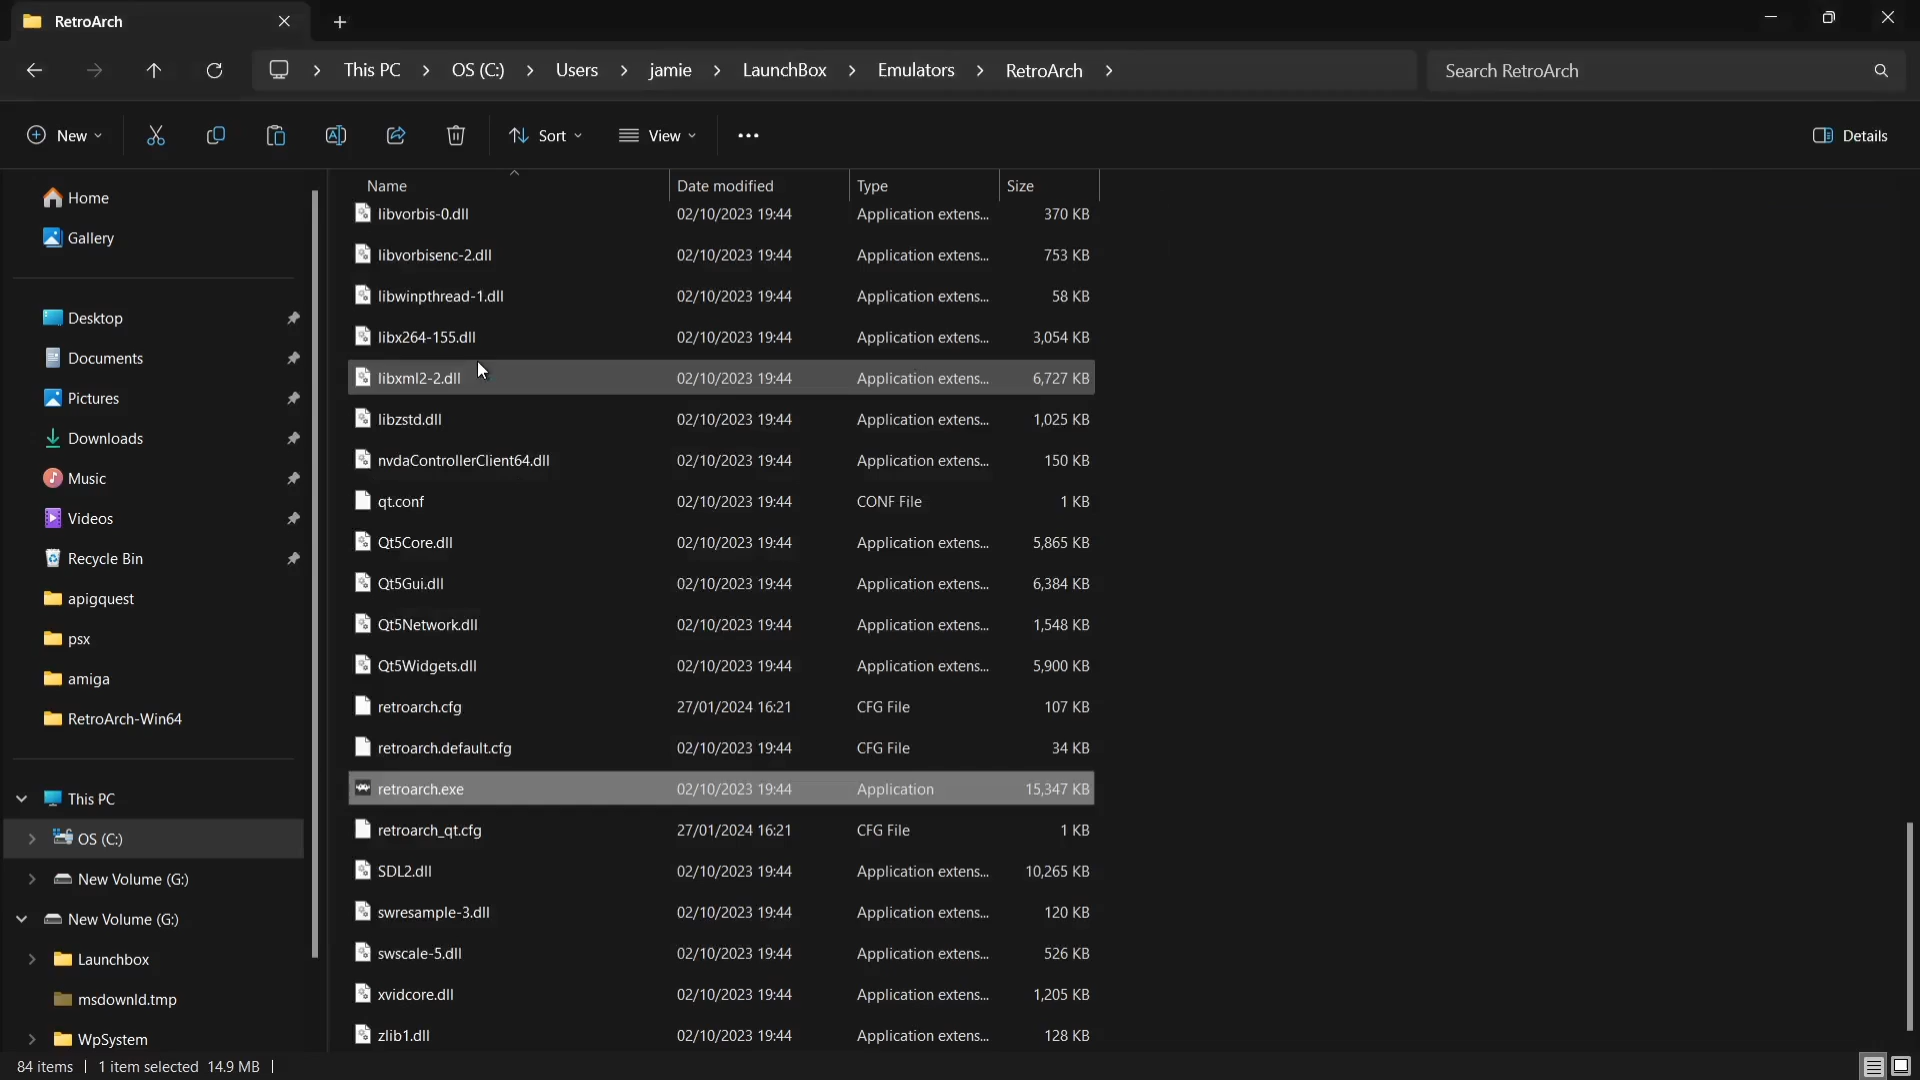 RetroArch
This PC > OS (C:) > Users > jamie > LaunchBox > Emulators > RetroArch >
Search RetroArch
New
Sort
View
Details
Home
Gallery
Desktop
Documents
Pictures
Downloads
Music
Videos
Recycle Bin
apigquest
psx
amiga
RetroArch-Win64
This PC
OS (C:)
New Volume (G:)
New Volume (G:)
Launchbox
msdownld.tmp
WpSystem
Name Date modified Type Size
libvorbis-0.dll 02/10/2023 19:44 Application extens... 370 KB
libvorbisenc-2.dll 02/10/2023 19:44 Application extens... 753 KB
libwinpthread-1.dll 02/10/2023 19:44 Application extens... 58 KB
libx264-155.dll 02/10/2023 19:44 Application extens... 3,054 KB
libxml2-2.dll 02/10/2023 19:44 Application extens... 6,727 KB
libzstd.dll 02/10/2023 19:44 Application extens... 1,025 KB
nvdaControllerClient64.dll 02/10/2023 19:44 Application extens... 150 KB
qt.conf 02/10/2023 19:44 CONF File 1 KB
Qt5Core.dll 02/10/2023 19:44 Application extens... 5,865 KB
Qt5Gui.dll 02/10/2023 19:44 Application extens... 6,384 KB
Qt5Network.dll 02/10/2023 19:44 Application extens... 1,548 KB
Qt5Widgets.dll 02/10/2023 19:44 Application extens... 5,900 KB
retroarch.cfg 27/01/2024 16:21 CFG File 107 KB
retroarch.default.cfg 02/10/2023 19:44 CFG File 34 KB
retroarch.exe 02/10/2023 19:44 Application 15,347 KB
retroarch_qt.cfg 27/01/2024 16:21 CFG File 1 KB
SDL2.dll 02/10/2023 19:44 Application extens... 10,265 KB
swresample-3.dll 02/10/2023 19:44 Application extens... 120 KB
swscale-5.dll 02/10/2023 19:44 Application extens... 526 KB
xvidcore.dll 02/10/2023 19:44 Application extens... 1,205 KB
zlib1.dll 02/10/2023 19:44 Application extens... 128 KB
84 items | 1 item selected 14.9 MB |